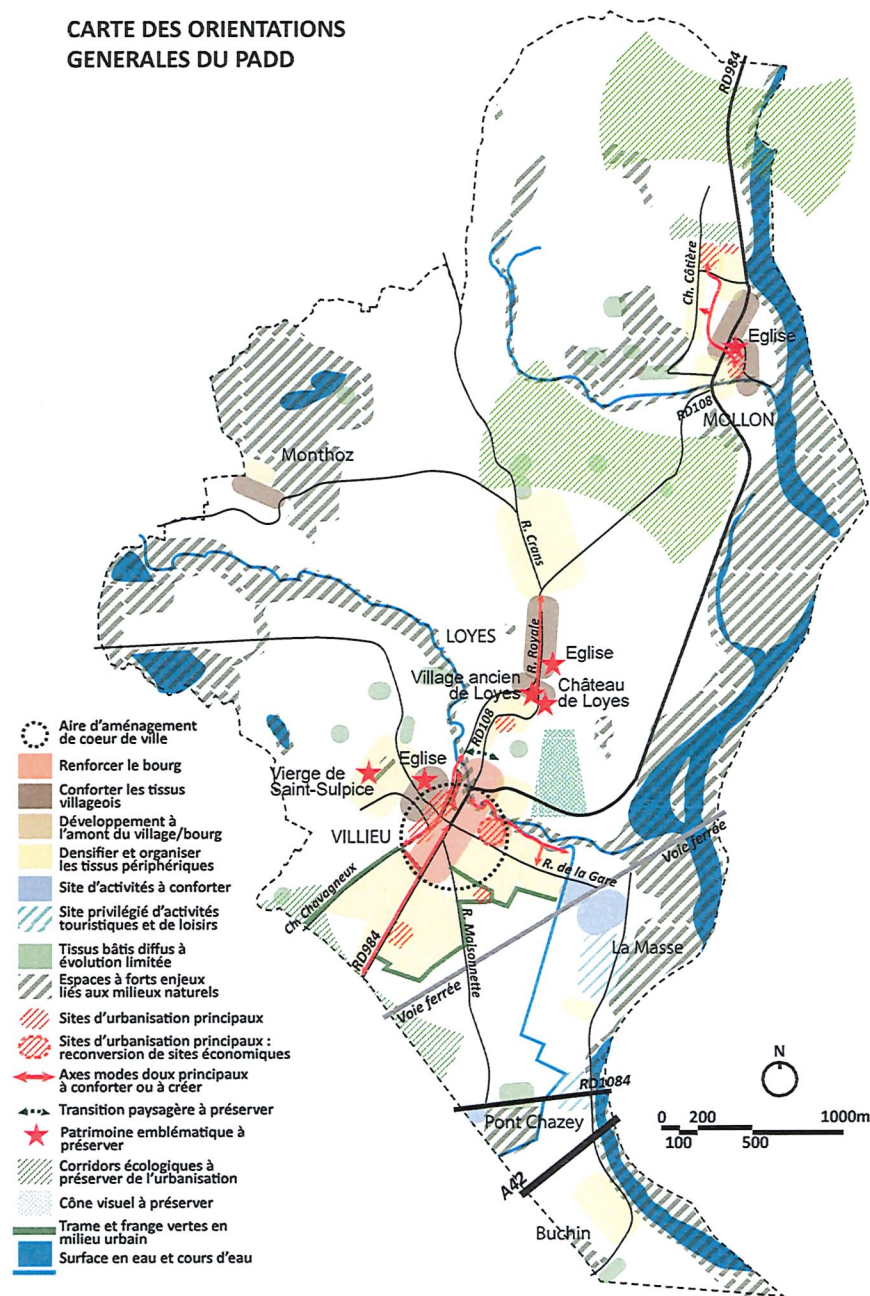 CARTE DES ORIENTATIONS
GENERALES DU PADD
RD984
Ch. Côtière
Eglise
RD108
MOLLON
Monthoz
R. Crans
LOYES
R. Royale
Eglise
Village ancien
de Loyes
Château
de Loyes
RD108
Vierge de
Saint-Sulpice
Eglise
VILLIEU
Voie ferrée
R. de la Gare
Ch. Chavagneux
RD984
R. Maisonnette
La Masse
Voie ferrée
RD1084
Pont Chazey
A42
Buchin
N
0 200 1000m
100 500
Aire d'aménagement
de coeur de ville
Renforcer le bourg
Conforter les tissus
villageois
Développement à
l'amont du village/bourg
Densifier et organiser
les tissus périphériques
Site d'activités à conforter
Site privilégié d'activités
touristiques et de loisirs
Tissus bâtis diffus à
évolution limitée
Espaces à forts enjeux
liés aux milieux naturels
Sites d'urbanisation principaux
Sites d'urbanisation principaux :
reconversion de sites économiques
Axes modes doux principaux
à conforter ou à créer
Transition paysagère à préserver
Patrimoine emblématique à
préserver
Corridors écologiques à
préserver de l'urbanisation
Cône visuel à préserver
Trame et frange vertes en
milieu urbain
Surface en eau et cours d'eau